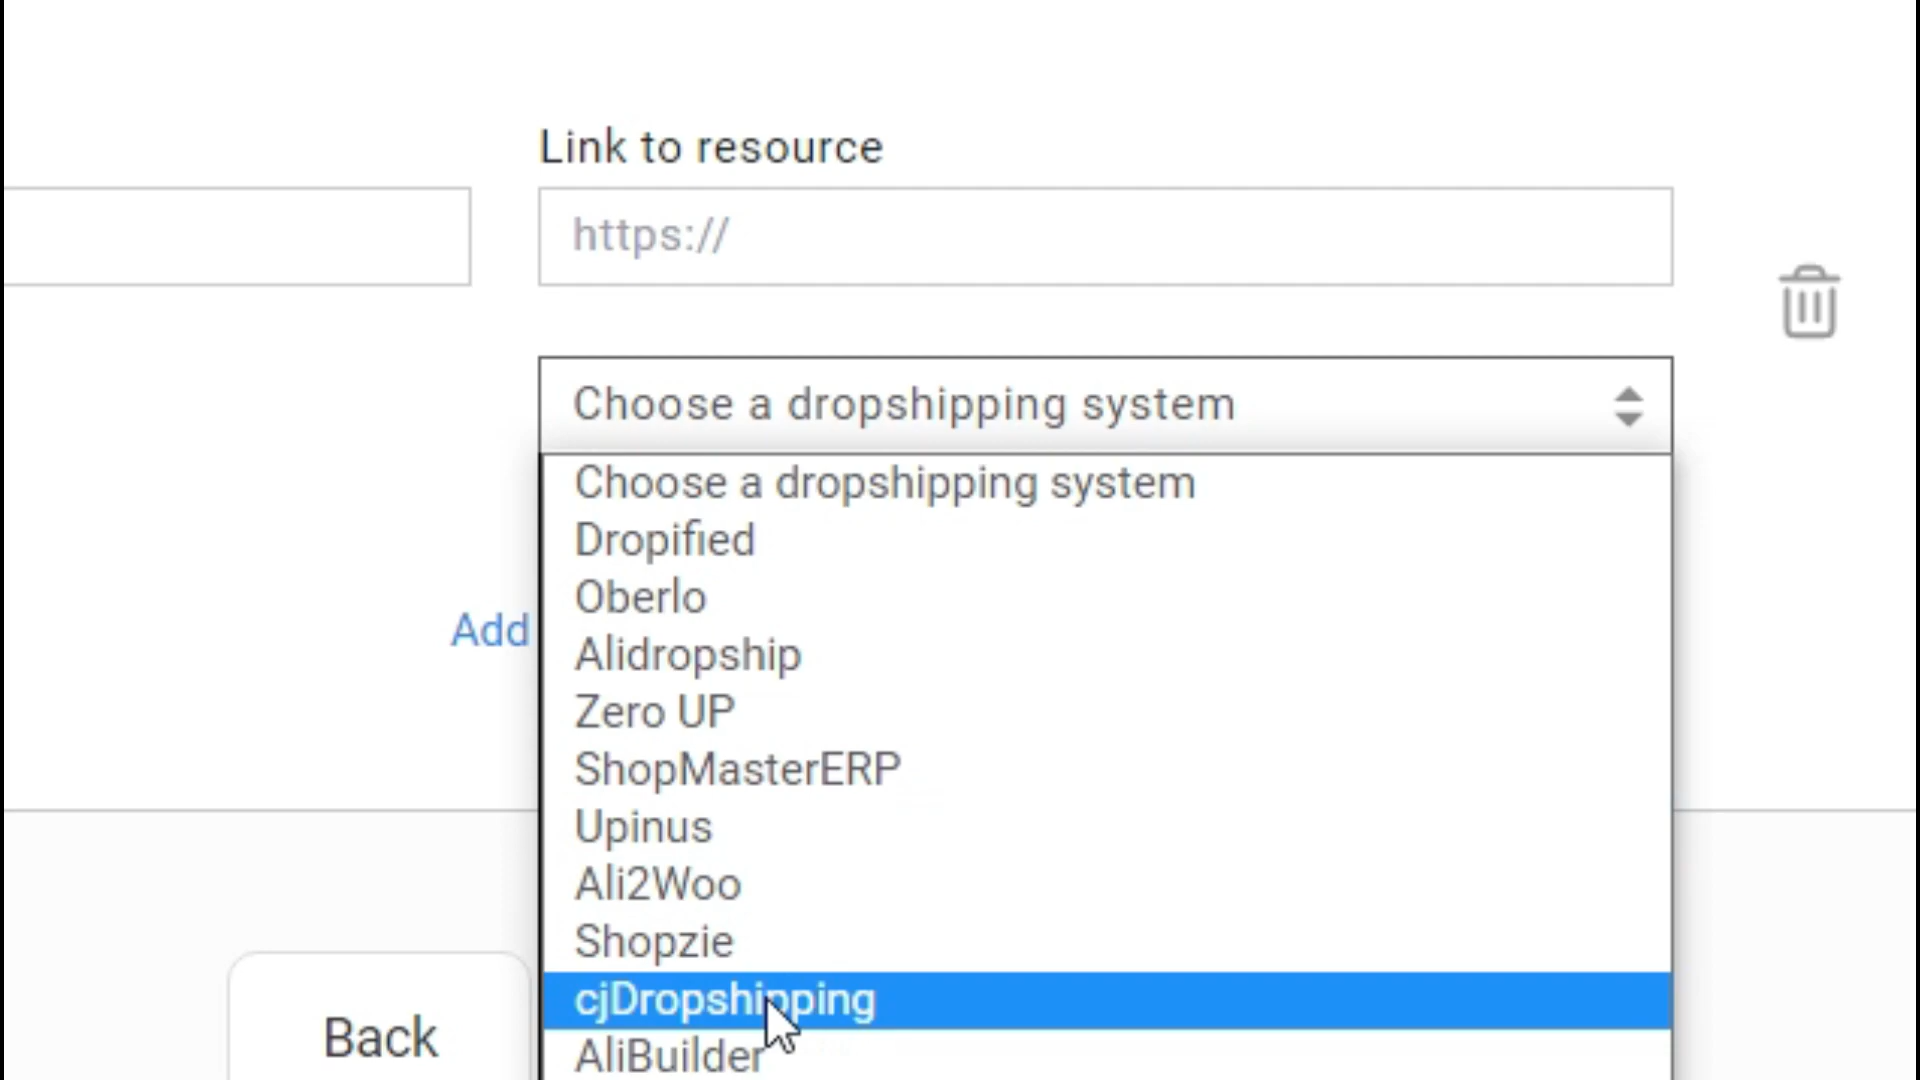 Link to resource
https://
Choose a dropshipping system
Choose a dropshipping system
Dropified
Oberlo
Add
Alidropship
Zero UP
ShopMasterERP
Upinus
Ali2Woo
Shopzie
cjDropshipping
Back
AliBuilder